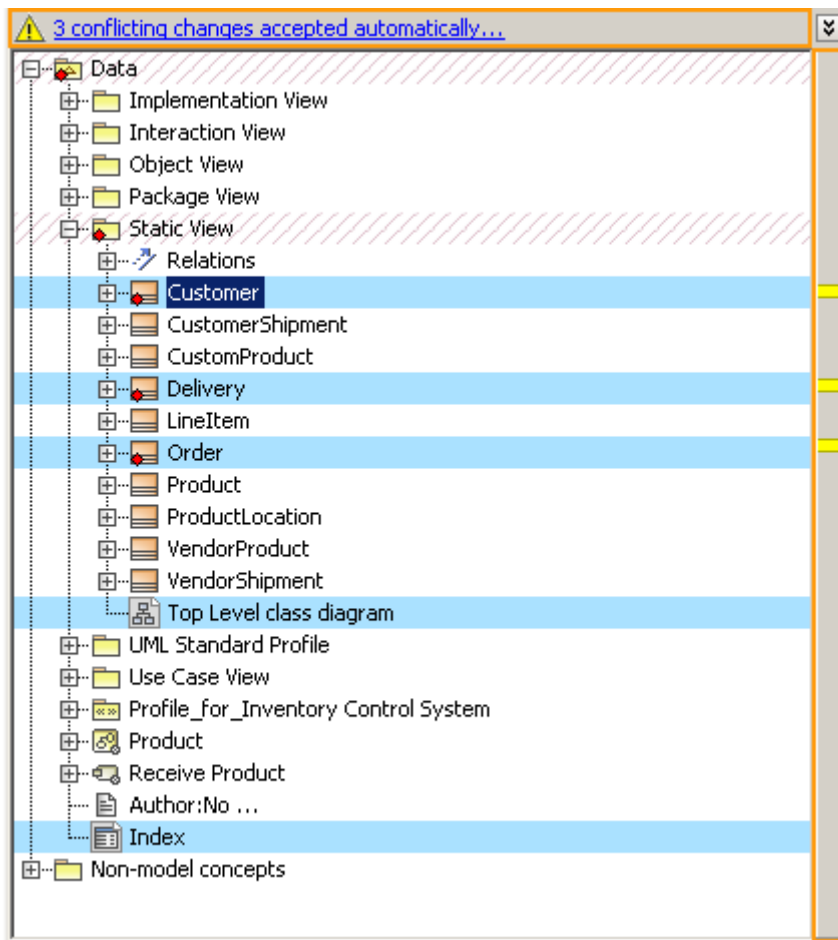 3 conflicting changes accepted automatically...
Data
Implementation View
Interaction View
Object View
Package View
Static View
Relations
Customer
CustomerShipment
CustomProduct
Delivery
LineItem
Order
Product
ProductLocation
VendorProduct
VendorShipment
Top Level class diagram
UML Standard Profile
Use Case View
Profile_for_Inventory Control System
Product
Receive Product
Author:No ...
Index
Non-model concepts